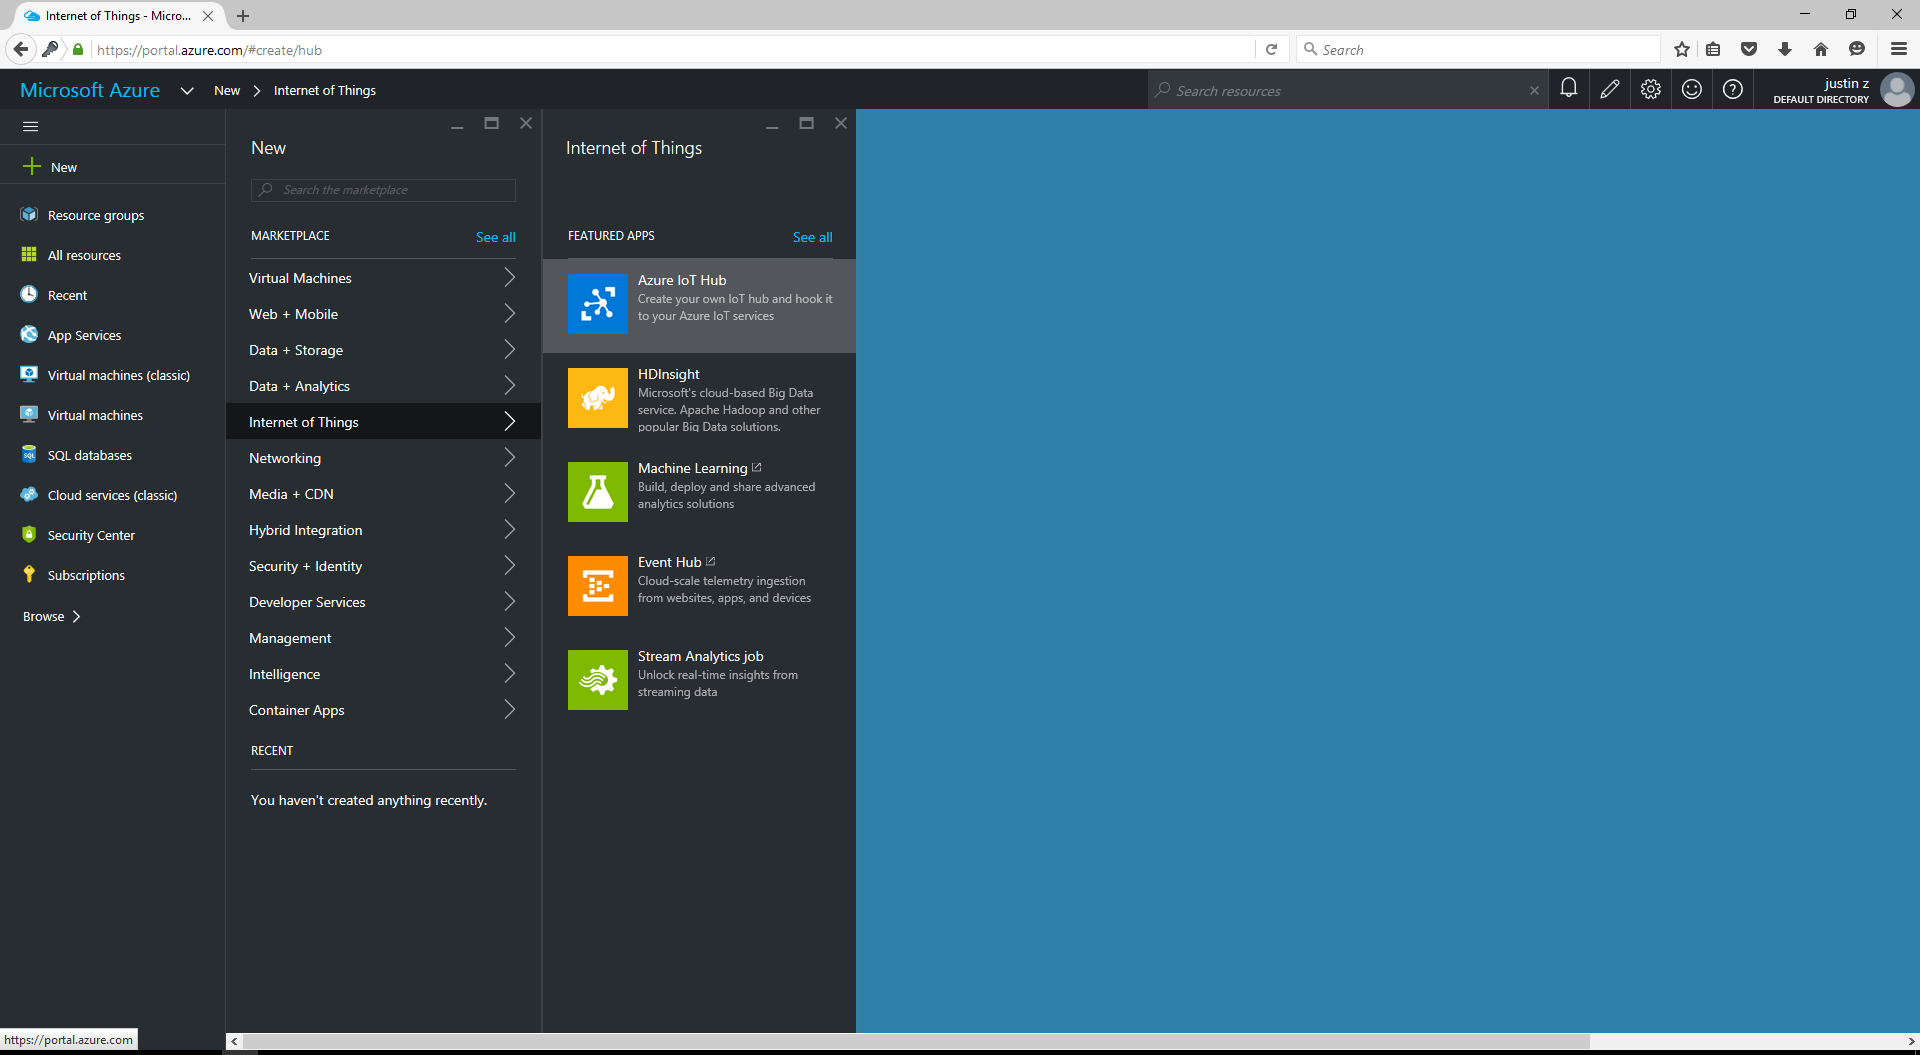 Internet of Things - Micro...
https://portal.azure.com/#create/hub
Search
Microsoft Azure
New
Internet of Things
Search resources
justin z
DEFAULT DIRECTORY
New
Resource groups
All resources
Recent
App Services
Virtual machines (classic)
Virtual machines
SQL databases
Cloud services (classic)
Security Center
Subscriptions
Browse
New
Search the marketplace
MARKETPLACE
See all
Virtual Machines
Web + Mobile
Data + Storage
Data + Analytics
Internet of Things
Networking
Media + CDN
Hybrid Integration
Security + Identity
Developer Services
Management
Intelligence
Container Apps
RECENT
You haven't created anything recently.
Internet of Things
FEATURED APPS
See all
Azure IoT Hub
Create your own IoT hub and hook it
to your Azure IoT services
HDInsight
Microsoft's cloud-based Big Data
service. Apache Hadoop and other
popular Big Data solutions.
Machine Learning
Build, deploy and share advanced
analytics solutions
Event Hub
Cloud-scale telemetry ingestion
from websites, apps, and devices
Stream Analytics job
Unlock real-time insights from
streaming data
https://portal.azure.com